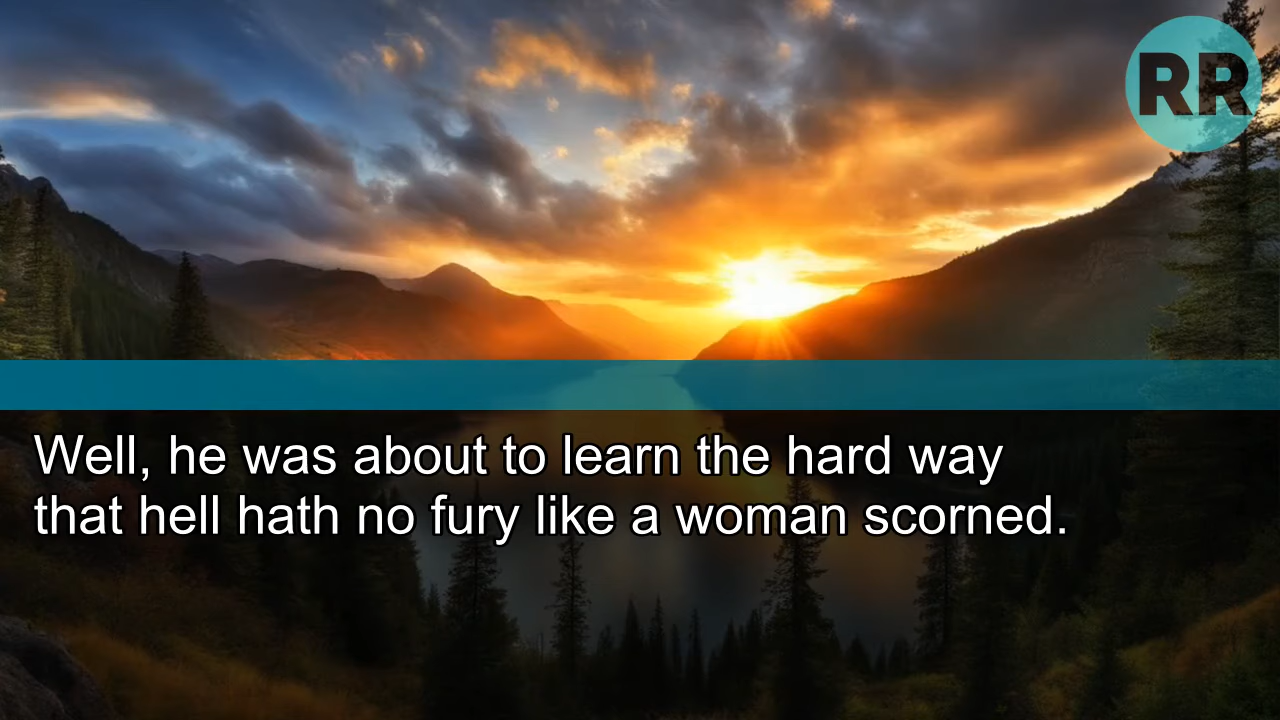 RR
Well, he was about to learn the hard way
that hell hath no fury like a woman scorned.